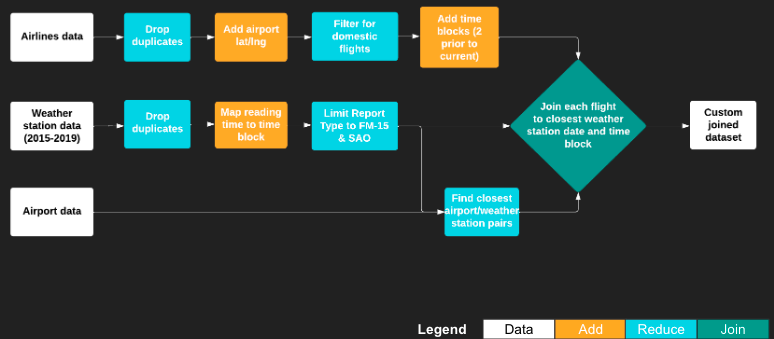 Airlines data
Drop
duplicates
Add airport
lat/lng
Filter for
domestic
flights
Add time
blocks (2
prior to
current)
Weather
station data
(2015-2019)
Drop
duplicates
Map reading
time to time
block
Limit Report
Type to FM-15
& SAO
Join each flight
to closest weather
station date and time
block
Custom
joined
dataset
Airport data
Find closest
airport/weather
station pairs
Legend
Data
Add
Reduce
Join